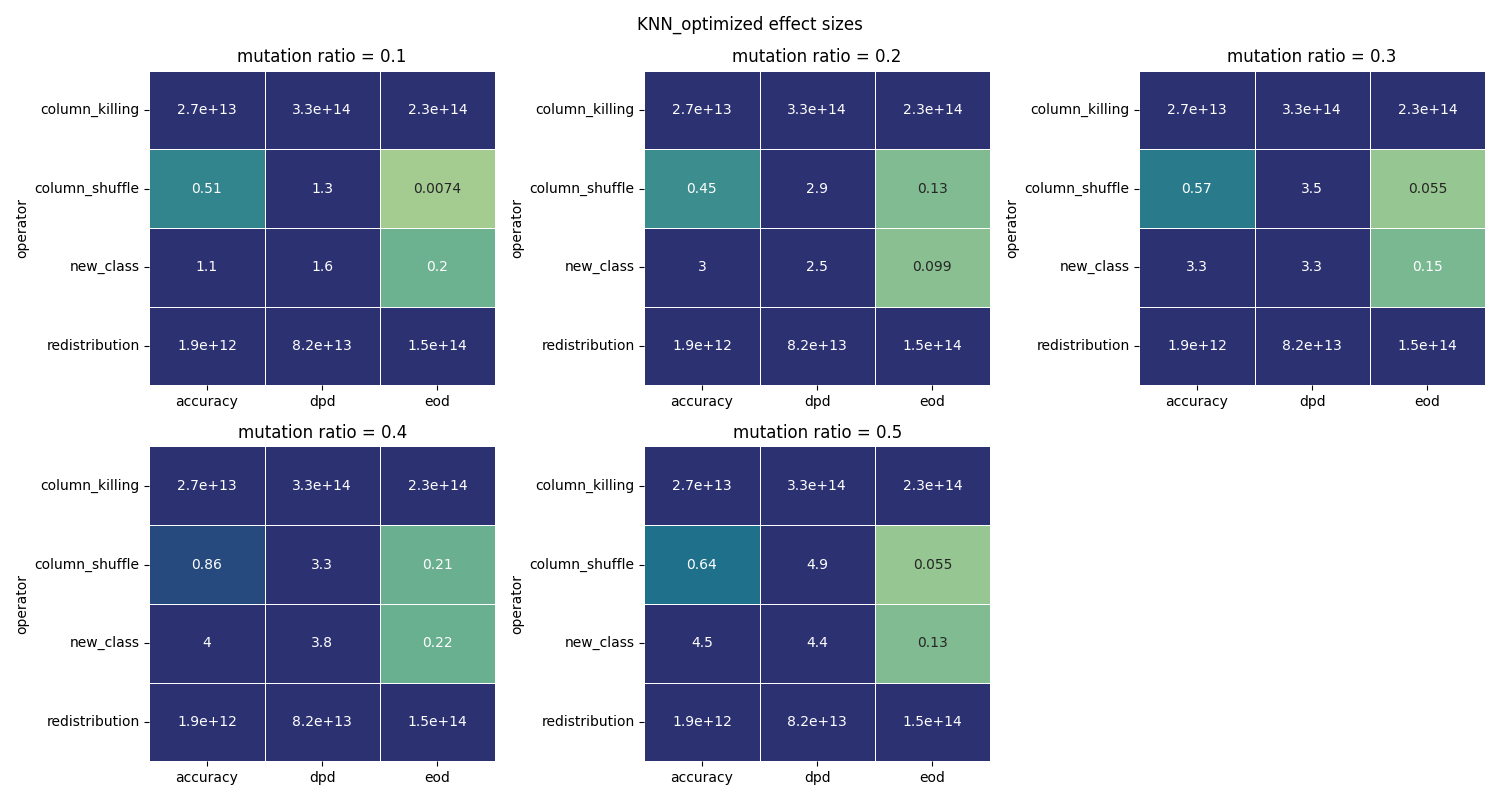 KNN_optimized effect sizes
mutation ratio = 0.1
operator
column_killing 2.7e+13 3.3e+14 2.3e+14
column_shuffle 0.51 1.3 0.0074
new_class 1.1 1.6 0.2
redistribution 1.9e+12 8.2e+13 1.5e+14
accuracy dpd eod
mutation ratio = 0.2
operator
column_killing 2.7e+13 3.3e+14 2.3e+14
column_shuffle 0.45 2.9 0.13
new_class 3 2.5 0.099
redistribution 1.9e+12 8.2e+13 1.5e+14
accuracy dpd eod
mutation ratio = 0.3
operator
column_killing 2.7e+13 3.3e+14 2.3e+14
column_shuffle 0.57 3.5 0.055
new_class 3.3 3.3 0.15
redistribution 1.9e+12 8.2e+13 1.5e+14
accuracy dpd eod
mutation ratio = 0.4
operator
column_killing 2.7e+13 3.3e+14 2.3e+14
column_shuffle 0.86 3.3 0.21
new_class 4 3.8 0.22
redistribution 1.9e+12 8.2e+13 1.5e+14
accuracy dpd eod
mutation ratio = 0.5
operator
column_killing 2.7e+13 3.3e+14 2.3e+14
column_shuffle 0.64 4.9 0.055
new_class 4.5 4.4 0.13
redistribution 1.9e+12 8.2e+13 1.5e+14
accuracy dpd eod